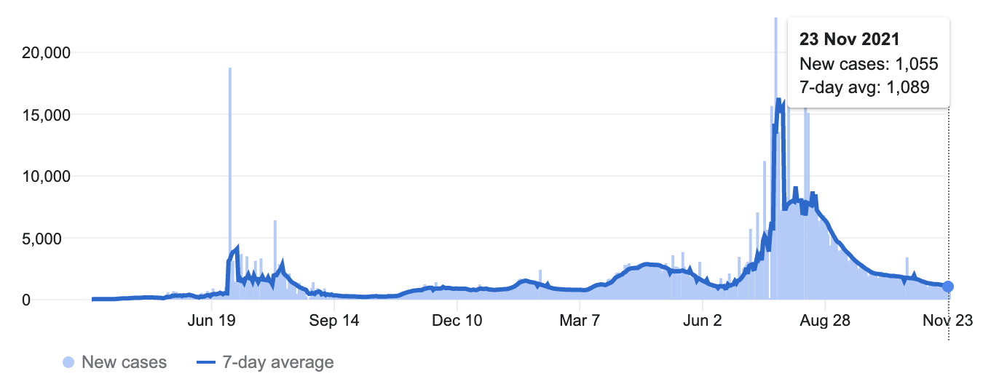 23 Nov 2021
New cases: 1,055
7-day avg: 1,089
20,000
15,000
10,000
5,000
0
Jun 19 Sep 14 Dec 10 Mar 7 Jun 2 Aug 28 Nov 23
New cases 7-day average